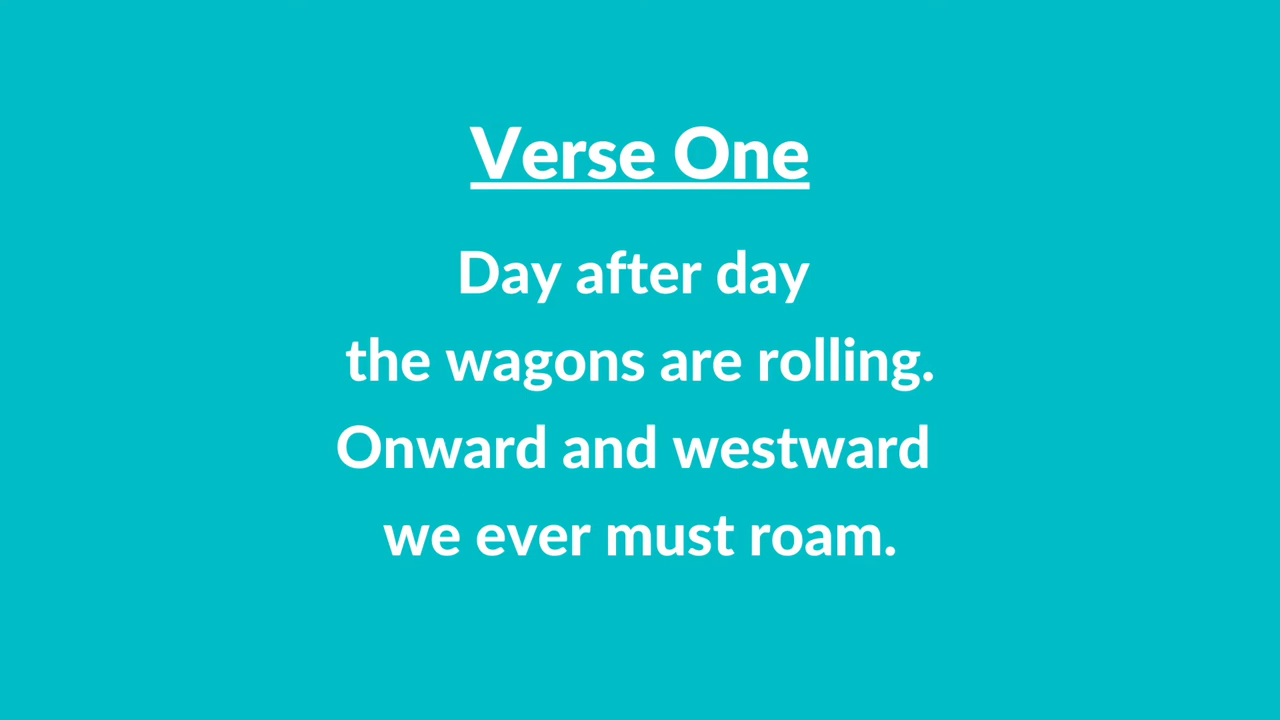 Verse One
Day after day
the wagons are rolling.
Onward and westward
we ever must roam.